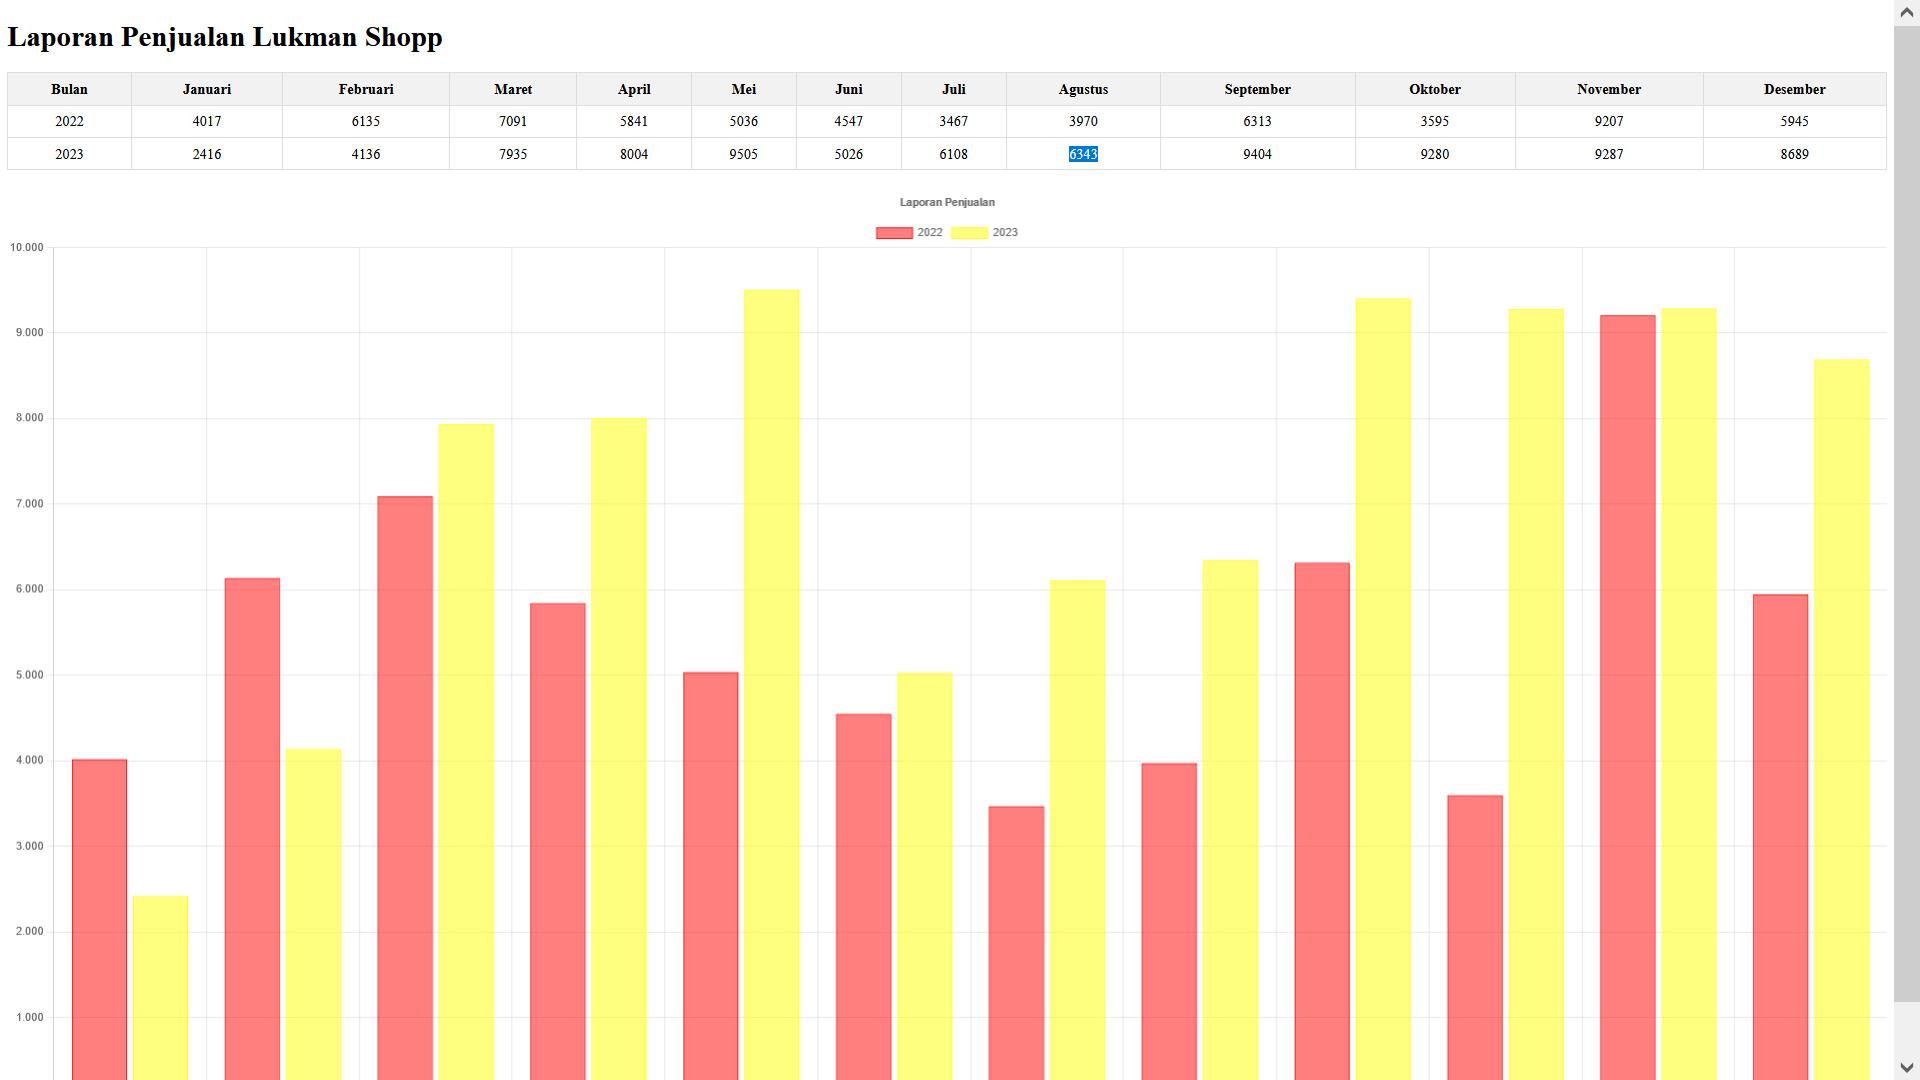 Laporan Penjualan Lukman Shopp
Bulan Januari Februari Maret April Mei Juni Juli Agustus September Oktober November Desember
2022 4017 6135 7091 5841 5036 4547 3467 3970 6313 3595 9207 5945
2023 2416 4136 7935 8004 9505 5026 6108 6343 9404 9280 9287 8689
Laporan Penjualan
2022 2023
10.000
9.000
8.000
7.000
6.000
5.000
4.000
3.000
2.000
1.000